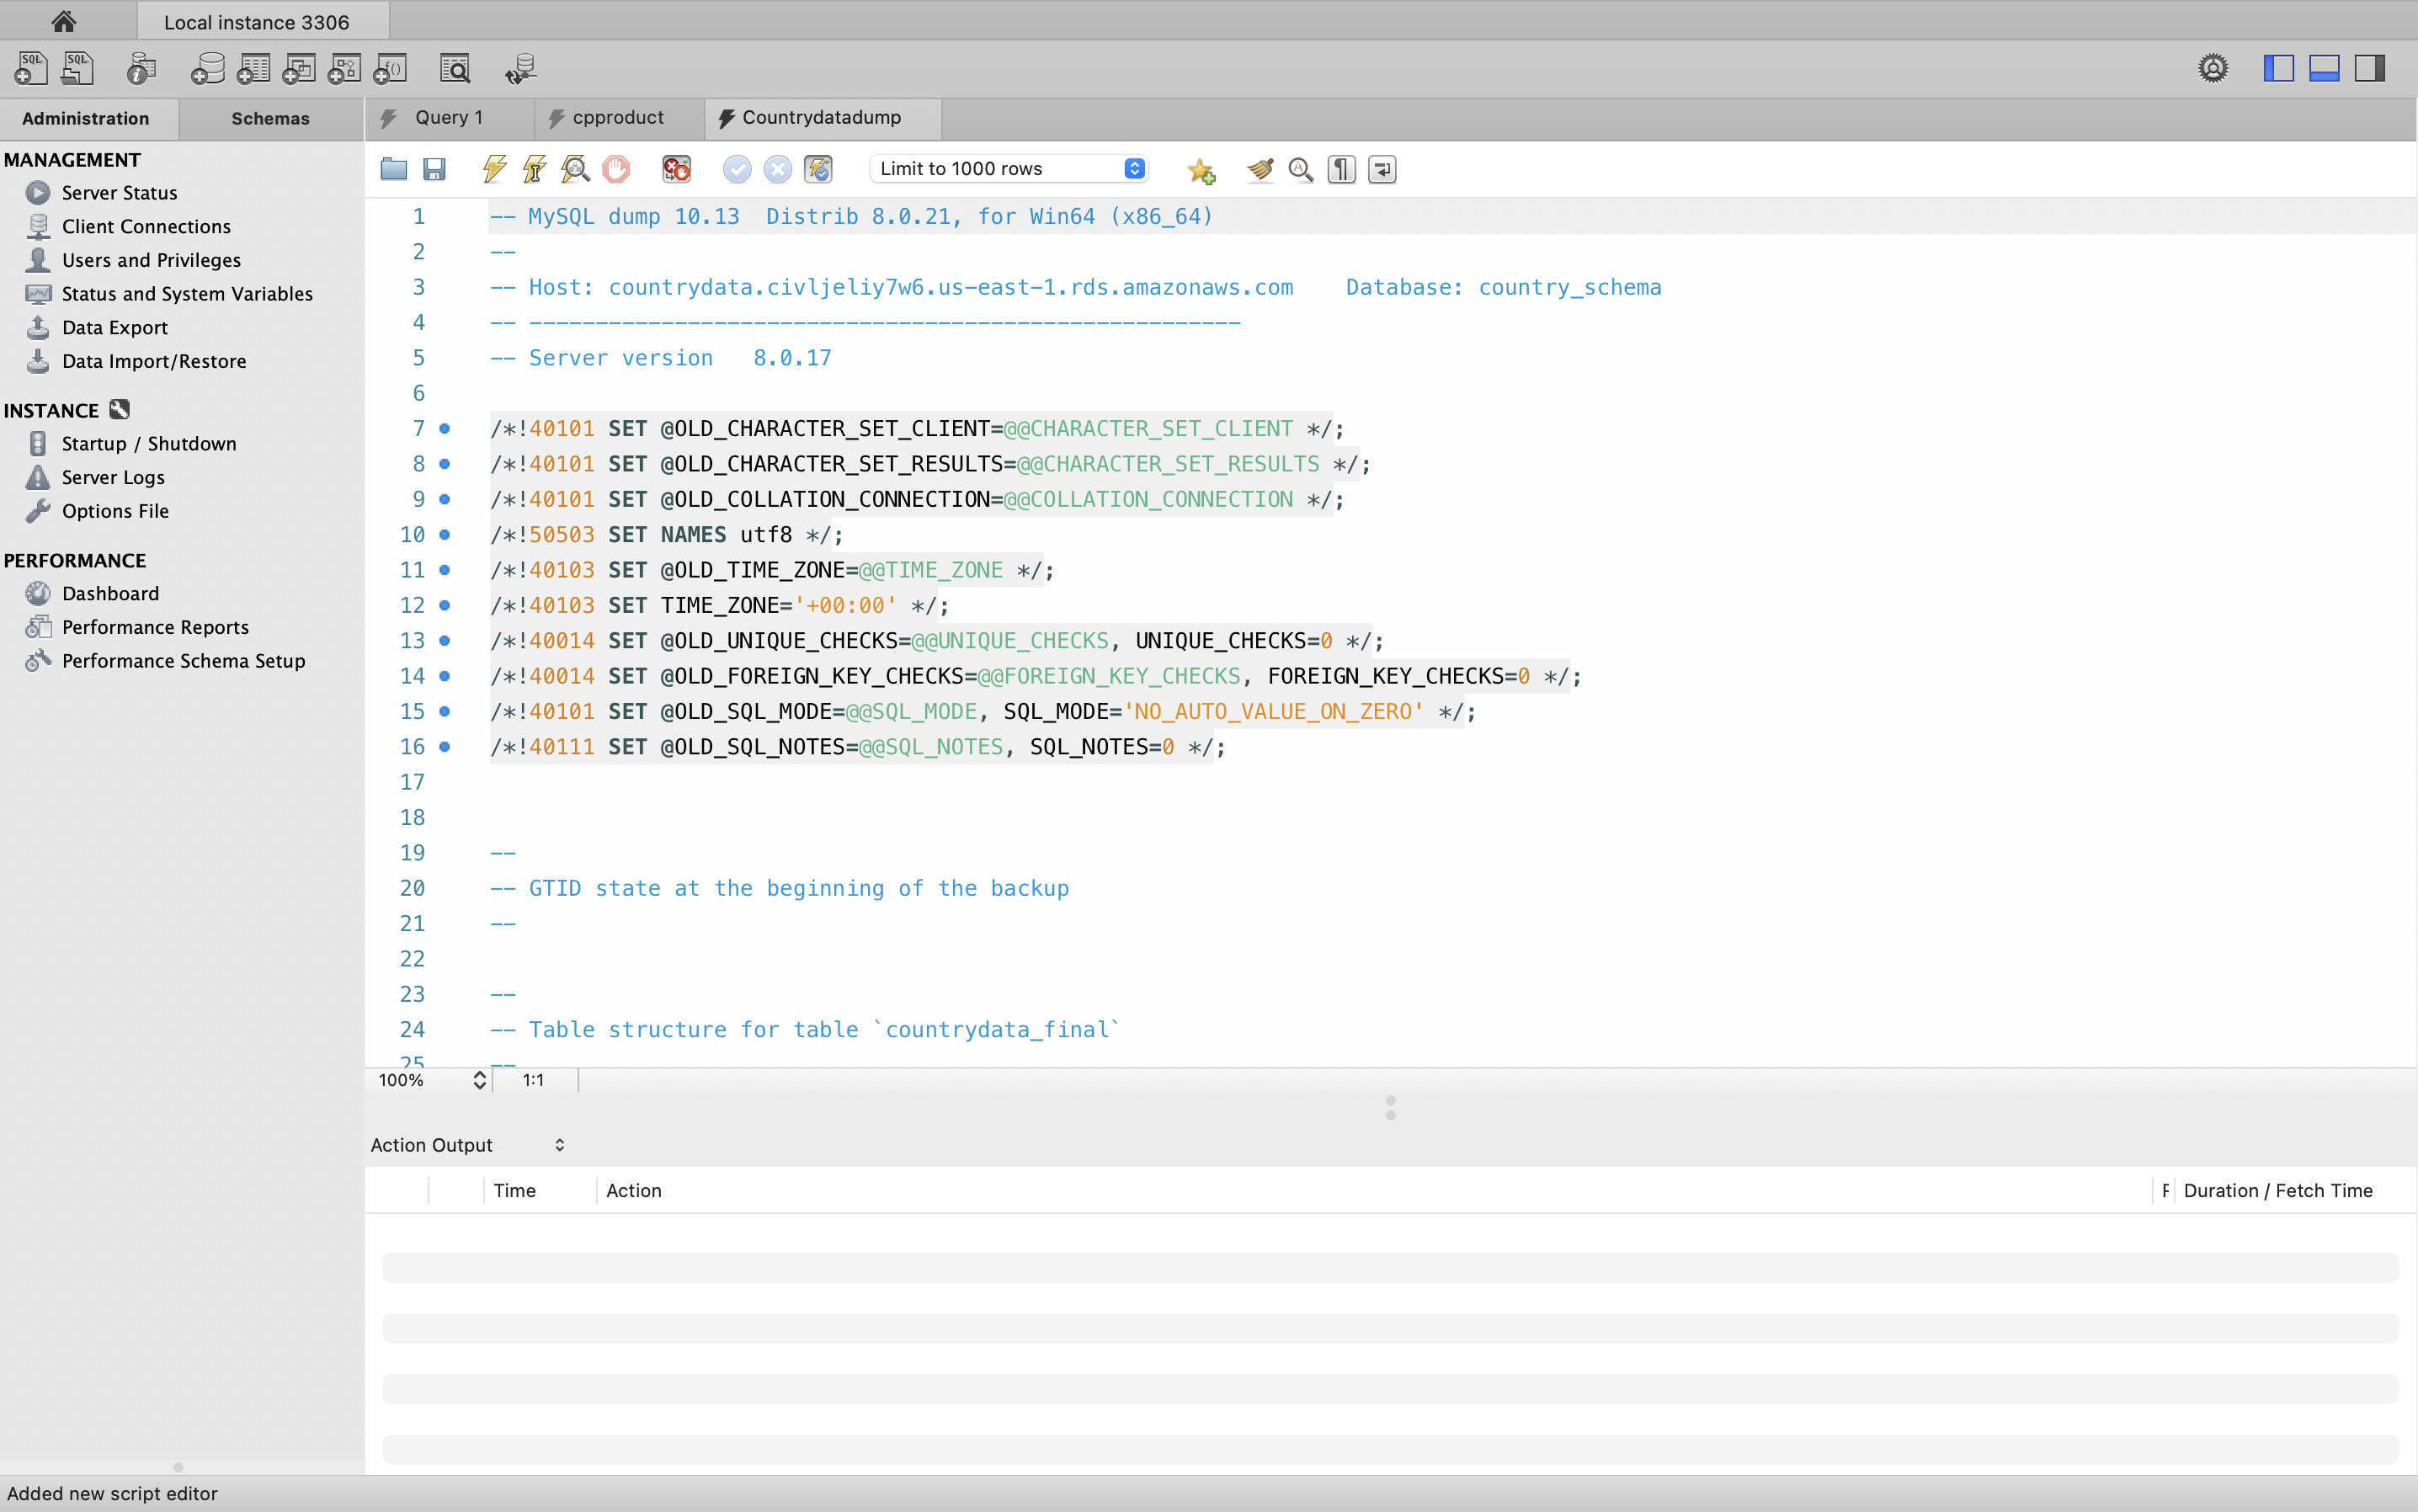 Local instance 3306
Administration
Schemas
Query 1
cpproduct
Countrydatadump
MANAGEMENT
Server Status
Client Connections
Users and Privileges
Status and System Variables
Data Export
Data Import/Restore
INSTANCE
Startup / Shutdown
Server Logs
Options File
PERFORMANCE
Dashboard
Performance Reports
Performance Schema Setup
Limit to 1000 rows
1 -- MySQL dump 10.13  Distrib 8.0.21, for Win64 (x86_64)
2 --
3 -- Host: countrydata.civljeliy7w6.us-east-1.rds.amazonaws.com    Database: country_schema
4 -- ------------------------------------------------------
5 -- Server version   8.0.17
6
7 /*!40101 SET @OLD_CHARACTER_SET_CLIENT=@@CHARACTER_SET_CLIENT */;
8 /*!40101 SET @OLD_CHARACTER_SET_RESULTS=@@CHARACTER_SET_RESULTS */;
9 /*!40101 SET @OLD_COLLATION_CONNECTION=@@COLLATION_CONNECTION */;
10 /*!50503 SET NAMES utf8 */;
11 /*!40103 SET @OLD_TIME_ZONE=@@TIME_ZONE */;
12 /*!40103 SET TIME_ZONE='+00:00' */;
13 /*!40014 SET @OLD_UNIQUE_CHECKS=@@UNIQUE_CHECKS, UNIQUE_CHECKS=0 */;
14 /*!40014 SET @OLD_FOREIGN_KEY_CHECKS=@@FOREIGN_KEY_CHECKS, FOREIGN_KEY_CHECKS=0 */;
15 /*!40101 SET @OLD_SQL_MODE=@@SQL_MODE, SQL_MODE='NO_AUTO_VALUE_ON_ZERO' */;
16 /*!40111 SET @OLD_SQL_NOTES=@@SQL_NOTES, SQL_NOTES=0 */;
17
18
19 --
20 -- GTID state at the beginning of the backup
21 --
22
23 --
24 -- Table structure for table `countrydata_final`
25 --
100%
1:1
Action Output
Time
Action
Duration / Fetch Time
Added new script editor